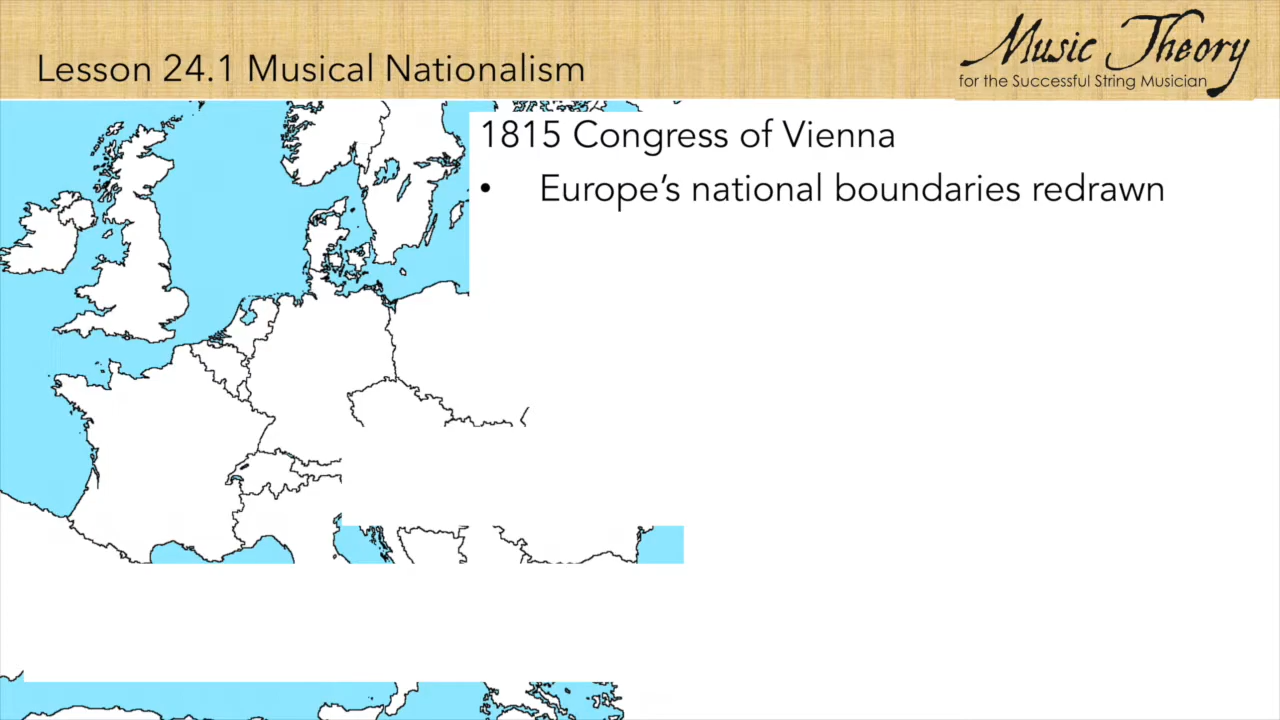 Lesson 24.1 Musical Nationalism
Music Theory
for the Successful String Musician
1815 Congress of Vienna
• Europe’s national boundaries redrawn